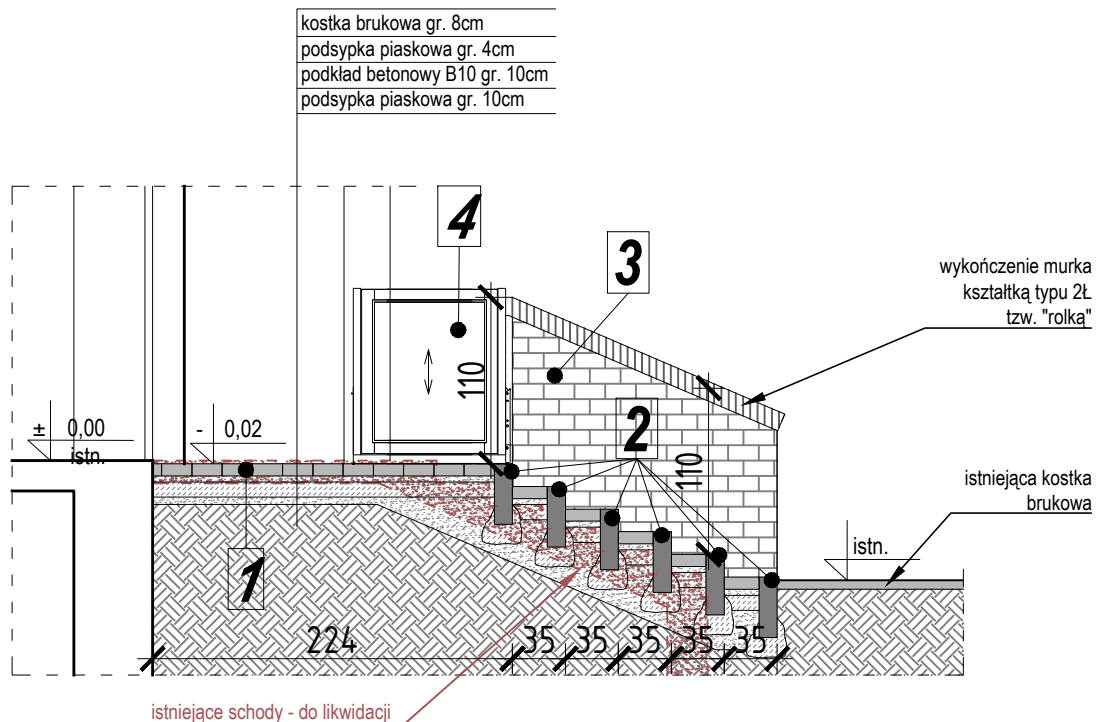 kostka brukowa gr. 8cm
podsypka piaskowa gr. 4cm
podkład betonowy B10 gr. 10cm
podsypka piaskowa gr. 10cm
4
3
wykończenie murka
kształtką typu 2Ł
tzw. "rolką"
110
± 0,00
istn.
- 0,02
2
110
istniejąca kostka
brukowa
istn.
1
224
35
35
35
35
35
istniejące schody - do likwidacji